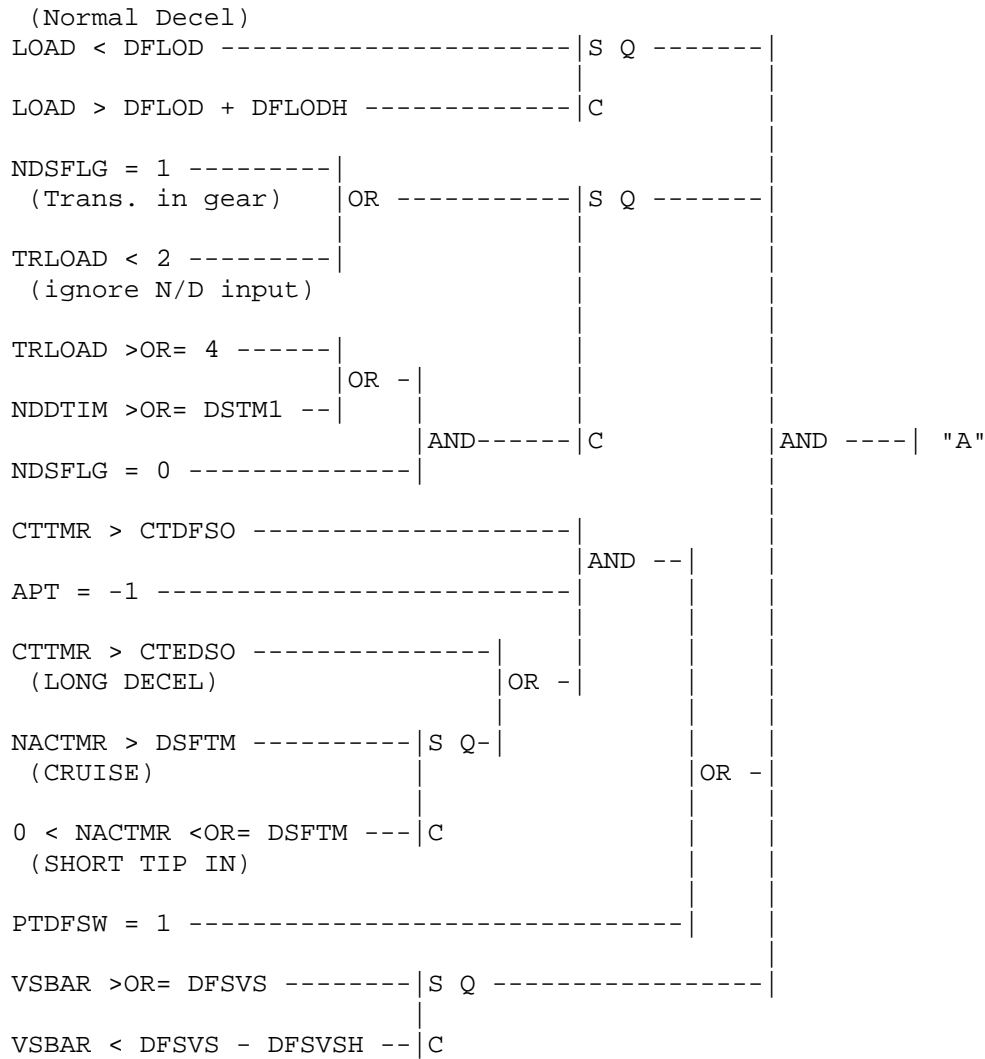 (Normal Decel)
LOAD < DFLOD ----------------------|S Q -------|
LOAD > DFLOD + DFLODH -------------|C
NDSFLG = 1 ---------|
(Trans. in gear) |OR -----------|S Q -------|
TRLOAD < 2 ---------|
(ignore N/D input)
TRLOAD >OR= 4 ------|
|OR -|
NDDTIM >OR= DSTM1 --|
|AND------|C |AND ----| "A"
NDSFLG = 0 --------------|
CTTMR > CTDFSO --------------------|
|AND --|
APT = -1 --------------------------|
CTTMR > CTEDSO ---------------|
(LONG DECEL) |OR -|
NACTMR > DSFTM ----------|S Q-|
(CRUISE) |OR -|
0 < NACTMR <OR= DSFTM ---|C
(SHORT TIP IN)
PTDFSW = 1 -------------------------------|
VSBAR >OR= DFSVS --------|S Q -----------------|
VSBAR < DFSVS - DFSVSH --|C